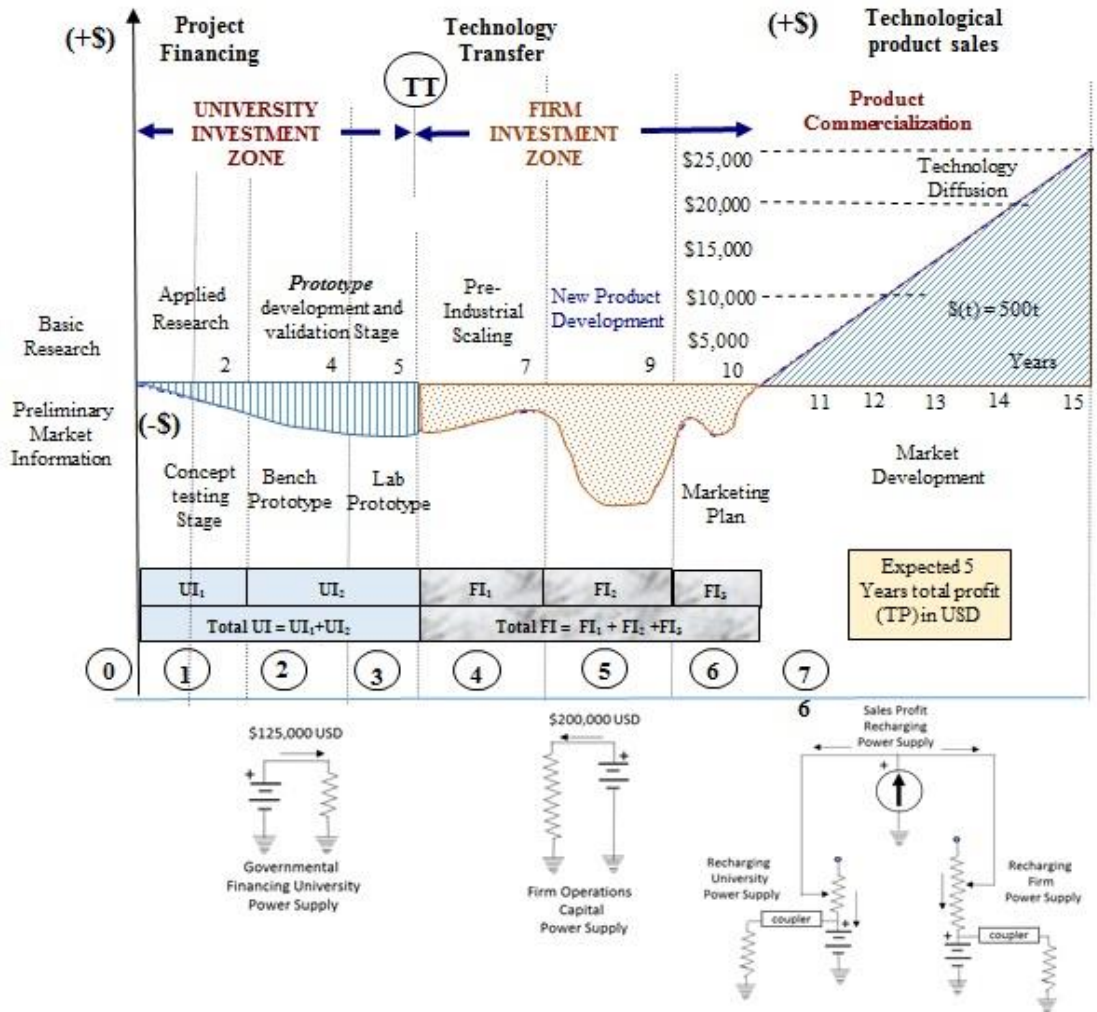 (+$)
Project
Financing
Technology
Transfer
(+$)
Technological
product sales
TT
UNIVERSITY
INVESTMENT
ZONE
FIRM
INVESTMENT
ZONE
Product
Commercialization
$25,000
Technology
Diffusion
$20,000
$15,000
$10,000
$5,000
S(t) = 500t
Years
Basic
Research
Applied
Research
Prototype
development and
validation Stage
Pre-
Industrial
Scaling
New Product
Development
2
4
5
7
9
10
11
12
13
14
15
Preliminary
Market
Information
(-$)
Concept
testing
Stage
Bench
Prototype
Lab
Prototype
Marketing
Plan
Market
Development
UI₁
UI₂
FI₁
FI₂
FI₃
Total UI = UI₁+UI₂
Total FI = FI₁ + FI₂ +FI₃
Expected 5
Years total profit
(TP) in USD
0
1
2
3
4
5
6
7
6
$125,000 USD
+
Governmental
Financing University
Power Supply
$200,000 USD
+
Firm Operations
Capital
Power Supply
Sales Profit
Recharging
Power Supply
+
Recharging
University
Power Supply
coupler
+
Recharging
Firm
Power Supply
+
coupler